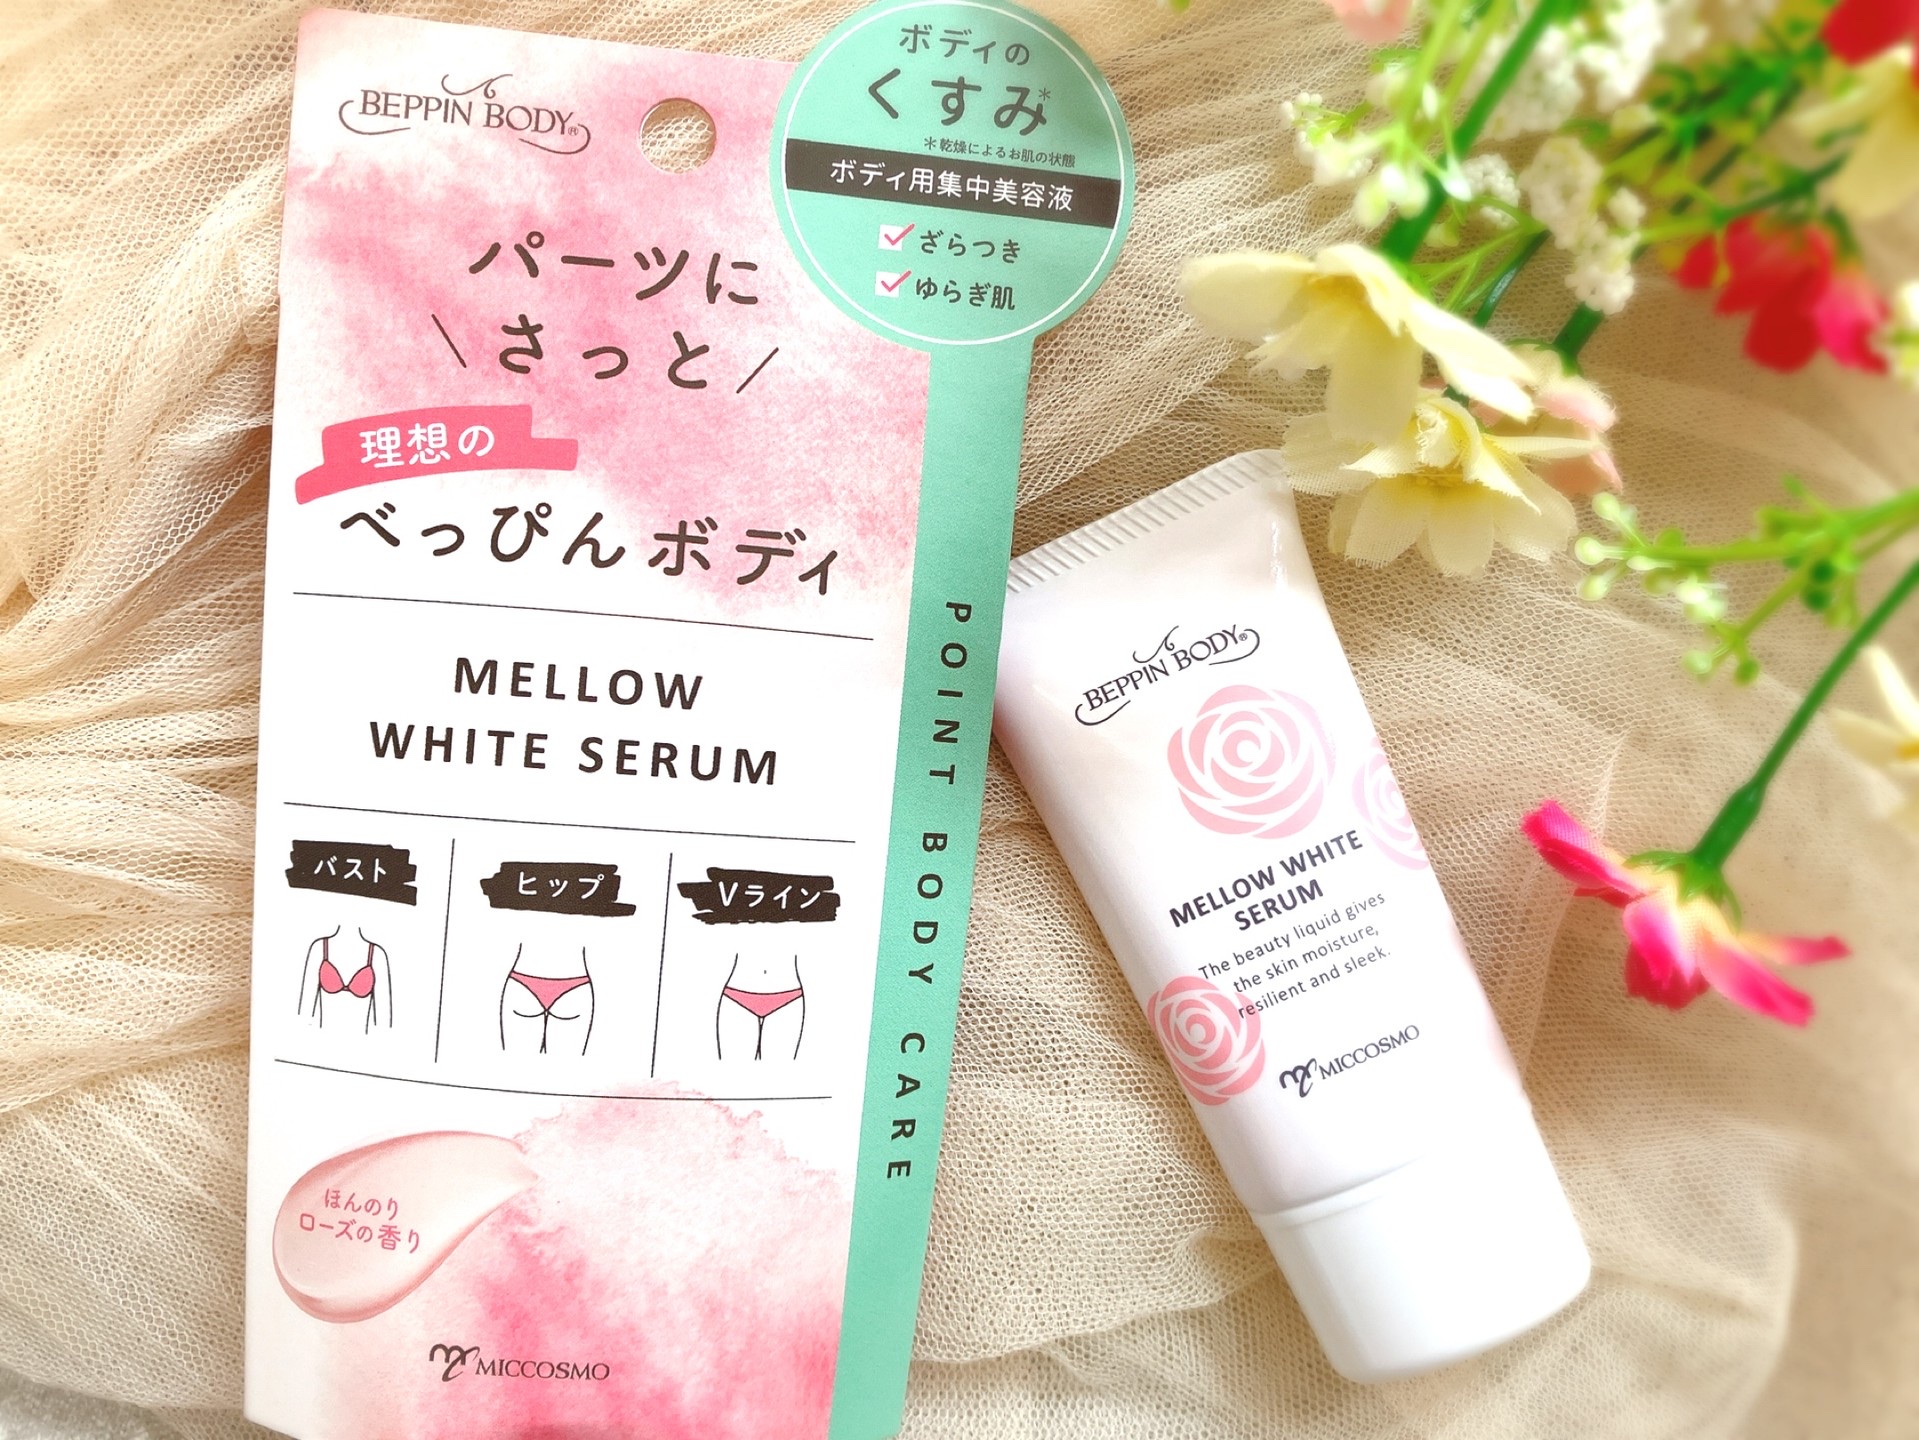 BEPPIN BODY®
ボディの
くすみ*
*乾燥によるお肌の状態
ボディ用集中美容液
ざらつき
ゆらぎ肌
パーツに
\さっと/
理想の
べっぴんボディ
MELLOW
WHITE SERUM
バスト
ヒップ
Vライン
ほんのり
ローズの香り
MICCOSMO
POINT BODY CARE
BEPPIN BODY®
MELLOW WHITE
SERUM
The beauty liquid gives
the skin moisture,
resilient and sleek.
MICCOSMO